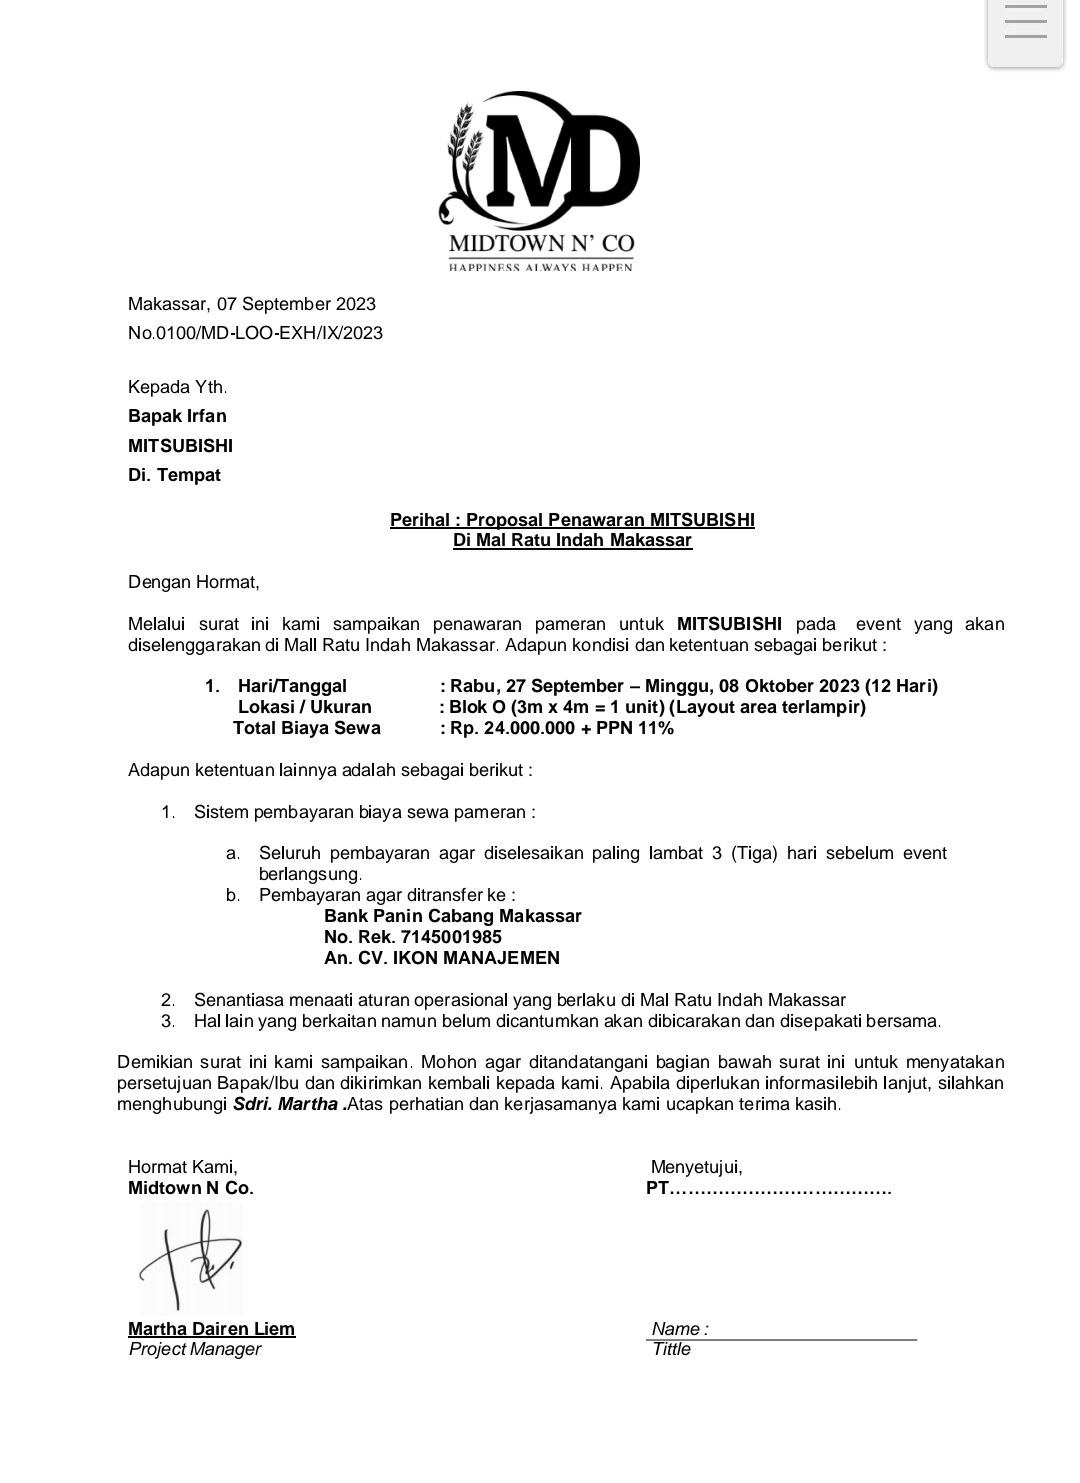 MD
MIDTOWN N' CO
HAPPINESS ALWAYS HAPPEN
Makassar, 07 September 2023
No.0100/MD-LOO-EXH/IX/2023
Kepada Yth.
Bapak Irfan
MITSUBISHI
Di. Tempat
Perihal : Proposal Penawaran MITSUBISHI
Di Mal Ratu Indah Makassar
Dengan Hormat,
Melalui surat ini kami sampaikan penawaran pameran untuk MITSUBISHI pada event yang akan
diselenggarakan di Mall Ratu Indah Makassar. Adapun kondisi dan ketentuan sebagai berikut :
1. Hari/Tanggal : Rabu, 27 September – Minggu, 08 Oktober 2023 (12 Hari)
Lokasi / Ukuran : Blok O (3m x 4m = 1 unit) (Layout area terlampir)
Total Biaya Sewa : Rp. 24.000.000 + PPN 11%
Adapun ketentuan lainnya adalah sebagai berikut :
1. Sistem pembayaran biaya sewa pameran :
a. Seluruh pembayaran agar diselesaikan paling lambat 3 (Tiga) hari sebelum event
berlangsung.
b. Pembayaran agar ditransfer ke :
Bank Panin Cabang Makassar
No. Rek. 7145001985
An. CV. IKON MANAJEMEN
2. Senantiasa menaati aturan operasional yang berlaku di Mal Ratu Indah Makassar
3. Hal lain yang berkaitan namun belum dicantumkan akan dibicarakan dan disepakati bersama.
Demikian surat ini kami sampaikan. Mohon agar ditandatangani bagian bawah surat ini untuk menyatakan
persetujuan Bapak/Ibu dan dikirimkan kembali kepada kami. Apabila diperlukan informasilebih lanjut, silahkan
menghubungi Sdri. Martha .Atas perhatian dan kerjasamanya kami ucapkan terima kasih.
Hormat Kami, Menyetujui,
Midtown N Co. PT……………………………….
Martha Dairen Liem Name :
Project Manager Tittle